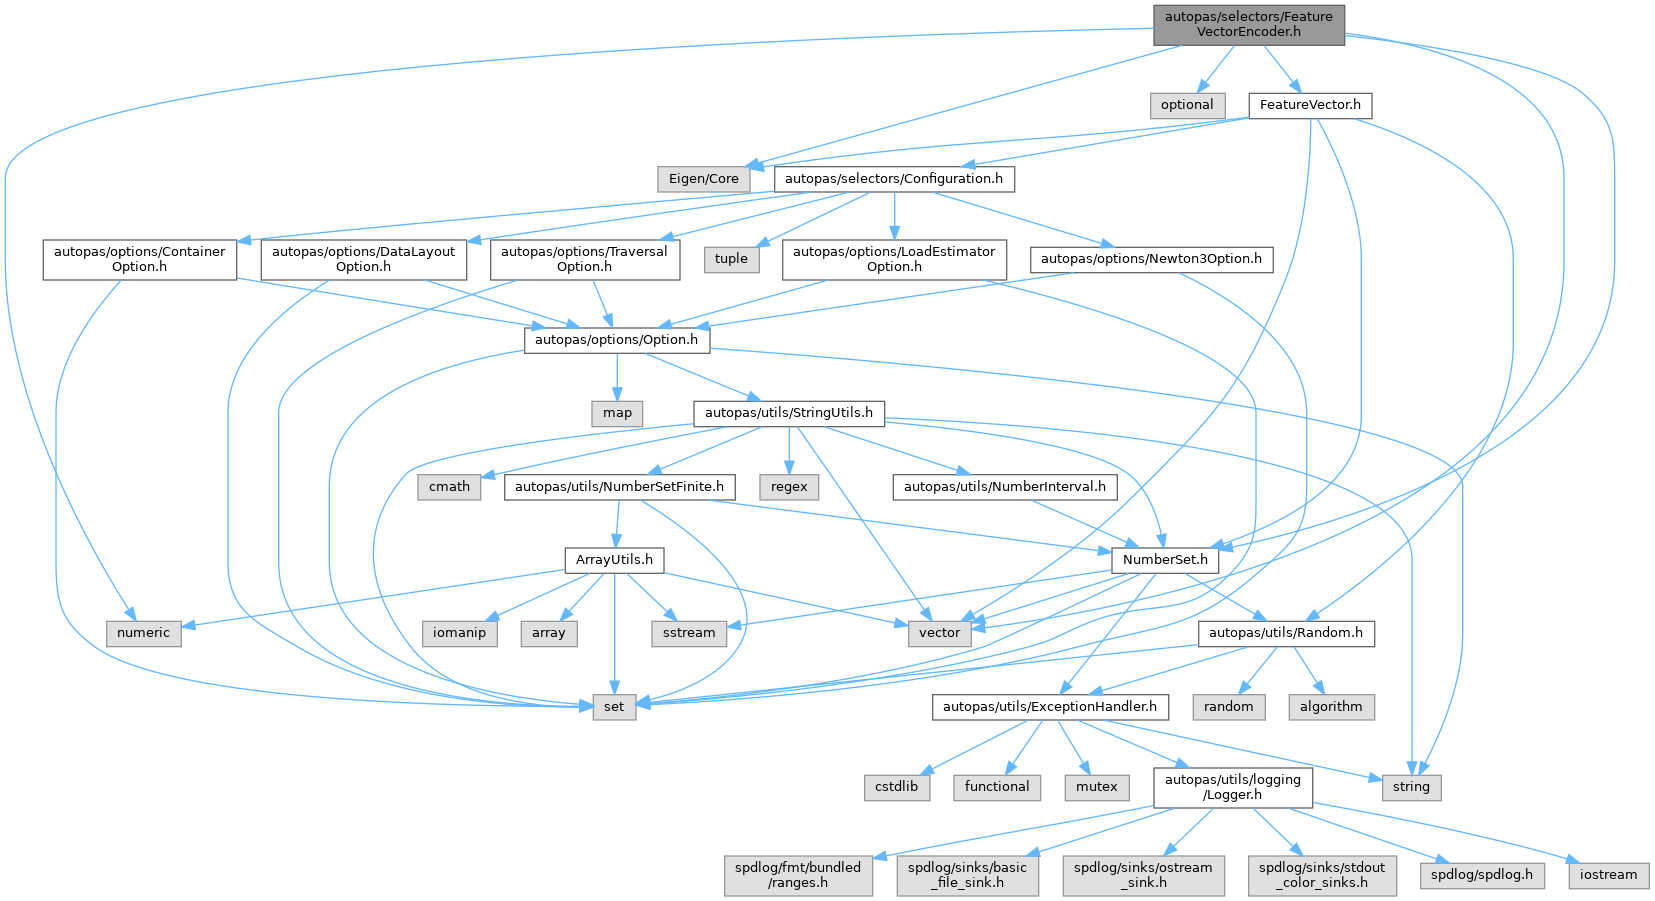 autopas/selectors/Feature
VectorEncoder.h
optional
FeatureVector.h
Eigen/Core
autopas/selectors/Configuration.h
autopas/options/Container
Option.h
autopas/options/DataLayout
Option.h
autopas/options/Traversal
Option.h
tuple
autopas/options/LoadEstimator
Option.h
autopas/options/Newton3Option.h
autopas/options/Option.h
map
autopas/utils/StringUtils.h
cmath
autopas/utils/NumberSetFinite.h
regex
autopas/utils/NumberInterval.h
ArrayUtils.h
NumberSet.h
numeric
iomanip
array
sstream
vector
autopas/utils/Random.h
set
autopas/utils/ExceptionHandler.h
random
algorithm
cstdlib
functional
mutex
autopas/utils/logging
/Logger.h
string
spdlog/fmt/bundled
/ranges.h
spdlog/sinks/basic
_file_sink.h
spdlog/sinks/ostream
_sink.h
spdlog/sinks/stdout
_color_sinks.h
spdlog/spdlog.h
iostream